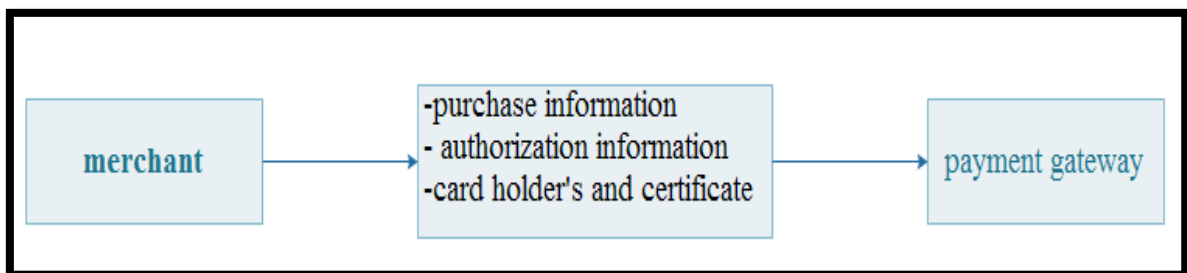 merchant
-purchase information
- authorization information
-card holder's and certificate
payment gateway